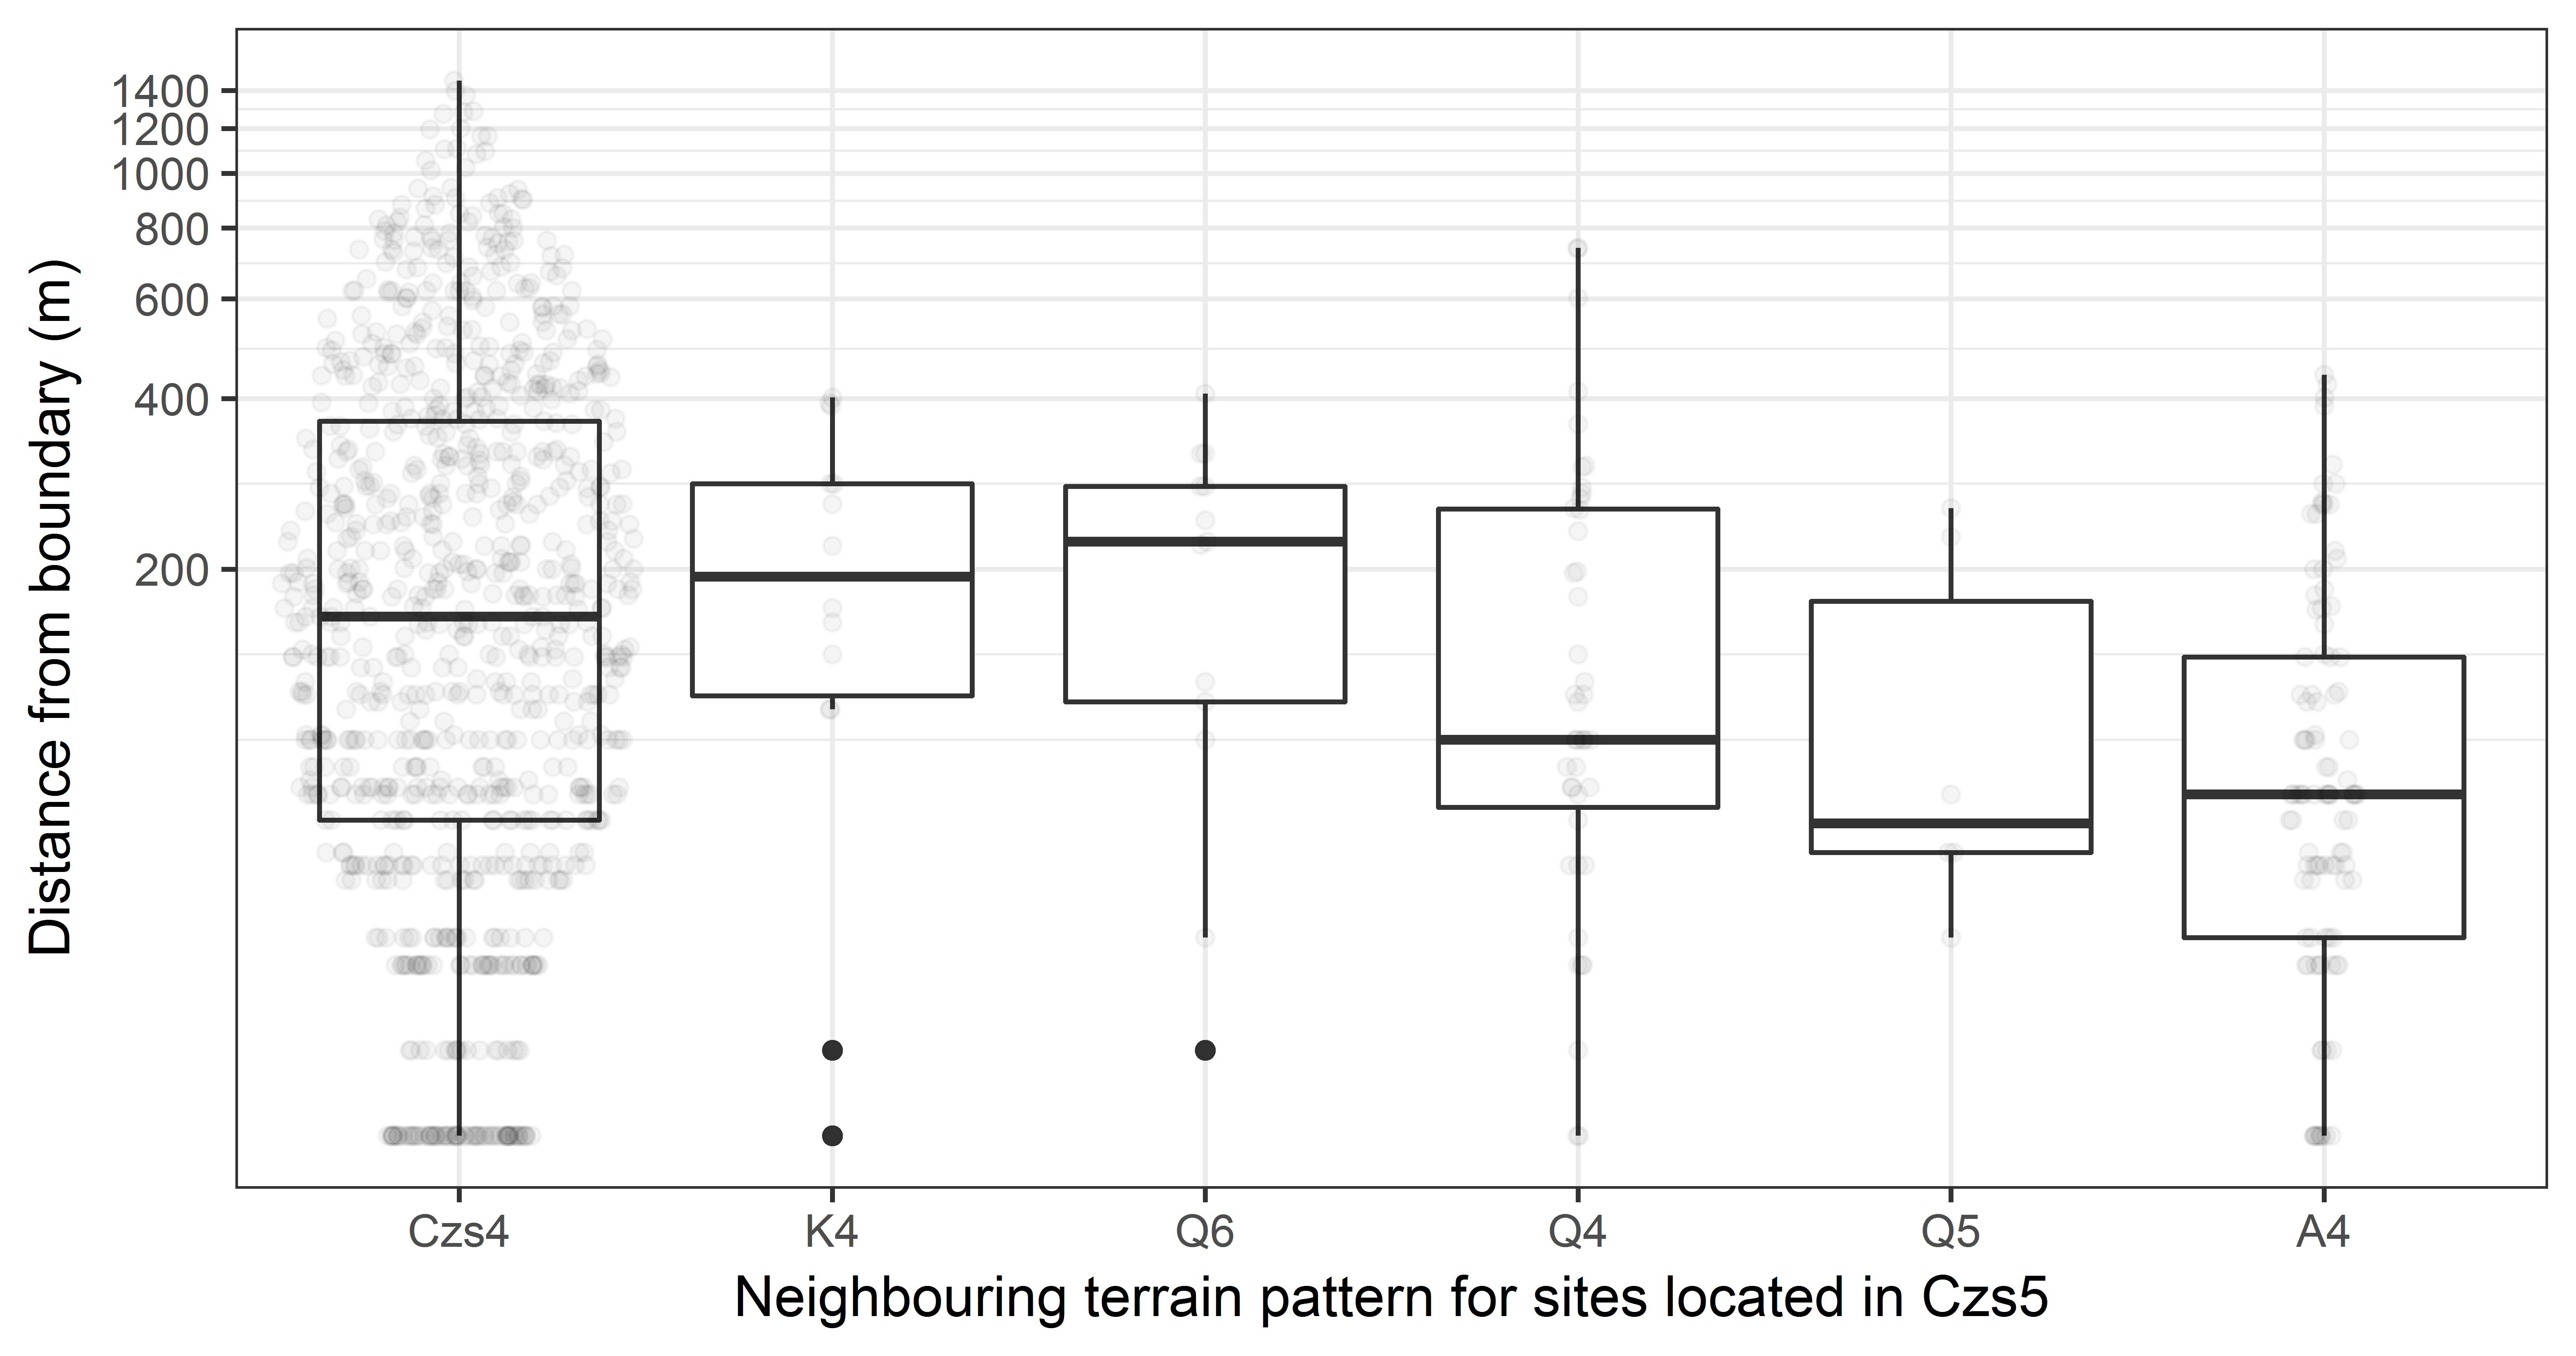 Distance from boundary (m)
1400
1200
1000
800
600
400
200
Czs4 K4 Q6 Q4 Q5 A4
Neighbouring terrain pattern for sites located in Czs5